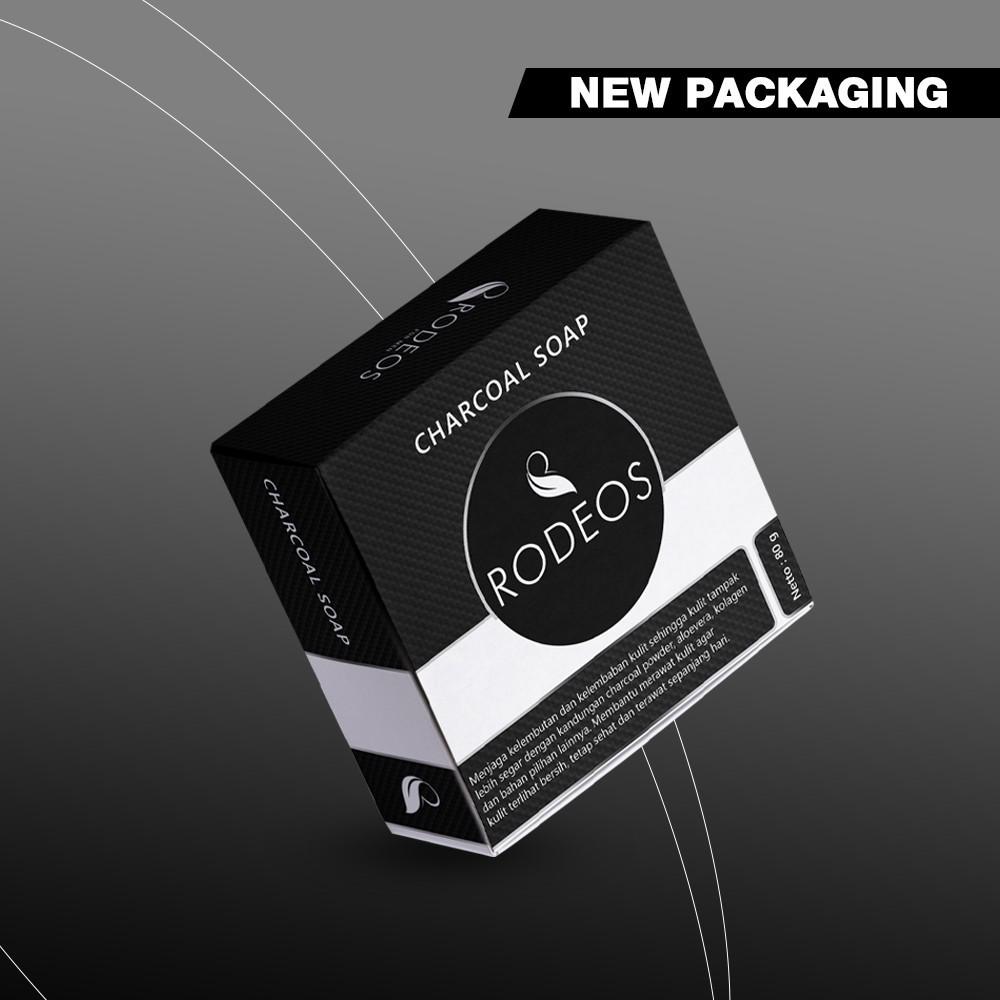 NEW PACKAGING
RODEOS
FOR MEN
CHARCOAL SOAP
RODEOS
CHARCOAL SOAP
Netto : 80 g
Menjaga kelembutan dan kelembaban kulit sehingga kulit tampak
lebih segar dengan kandungan charcoal powder, aloevera, kolagen
dan bahan pilihan lainnya. Membantu merawat kulit agar
kulit terlihat bersih, tetap sehat dan terawat sepanjang hari.